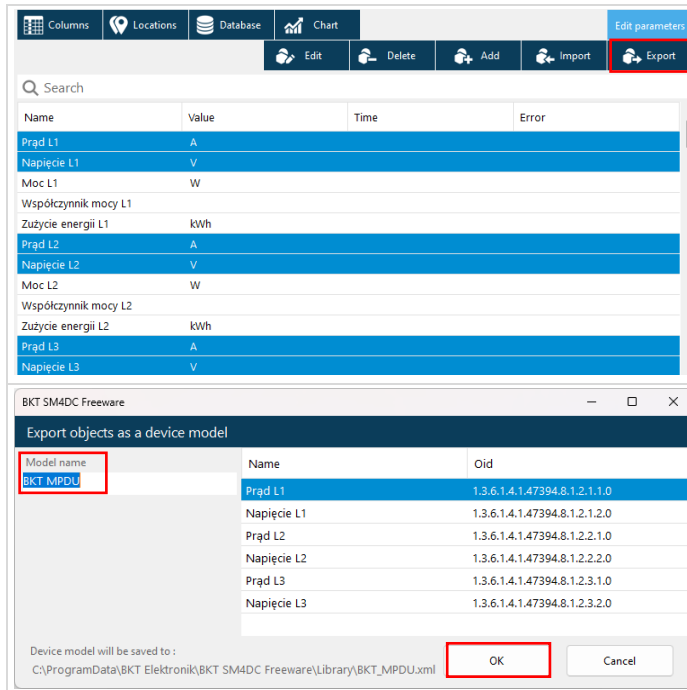 Columns Locations Database Chart Edit parameters
Edit Delete Add Import Export
Search
Name Value Time Error
Prąd L1 A
Napięcie L1 V
Moc L1 W
Współczynnik mocy L1
Zużycie energii L1 kWh
Prąd L2 A
Napięcie L2 V
Moc L2 W
Współczynnik mocy L2
Zużycie energii L2 kWh
Prąd L3 A
Napięcie L3 V
BKT SM4DC Freeware
Export objects as a device model
Model name
BKT MPDU
Name Oid
Prąd L1 1.3.6.1.4.1.47394.8.1.2.1.1.0
Napięcie L1 1.3.6.1.4.1.47394.8.1.2.1.2.0
Prąd L2 1.3.6.1.4.1.47394.8.1.2.2.1.0
Napięcie L2 1.3.6.1.4.1.47394.8.1.2.2.2.0
Prąd L3 1.3.6.1.4.1.47394.8.1.2.3.1.0
Napięcie L3 1.3.6.1.4.1.47394.8.1.2.3.2.0
Device model will be saved to :
C:\ProgramData\BKT Elektronik\BKT SM4DC Freeware\Library\BKT_MPDU.xml
OK Cancel